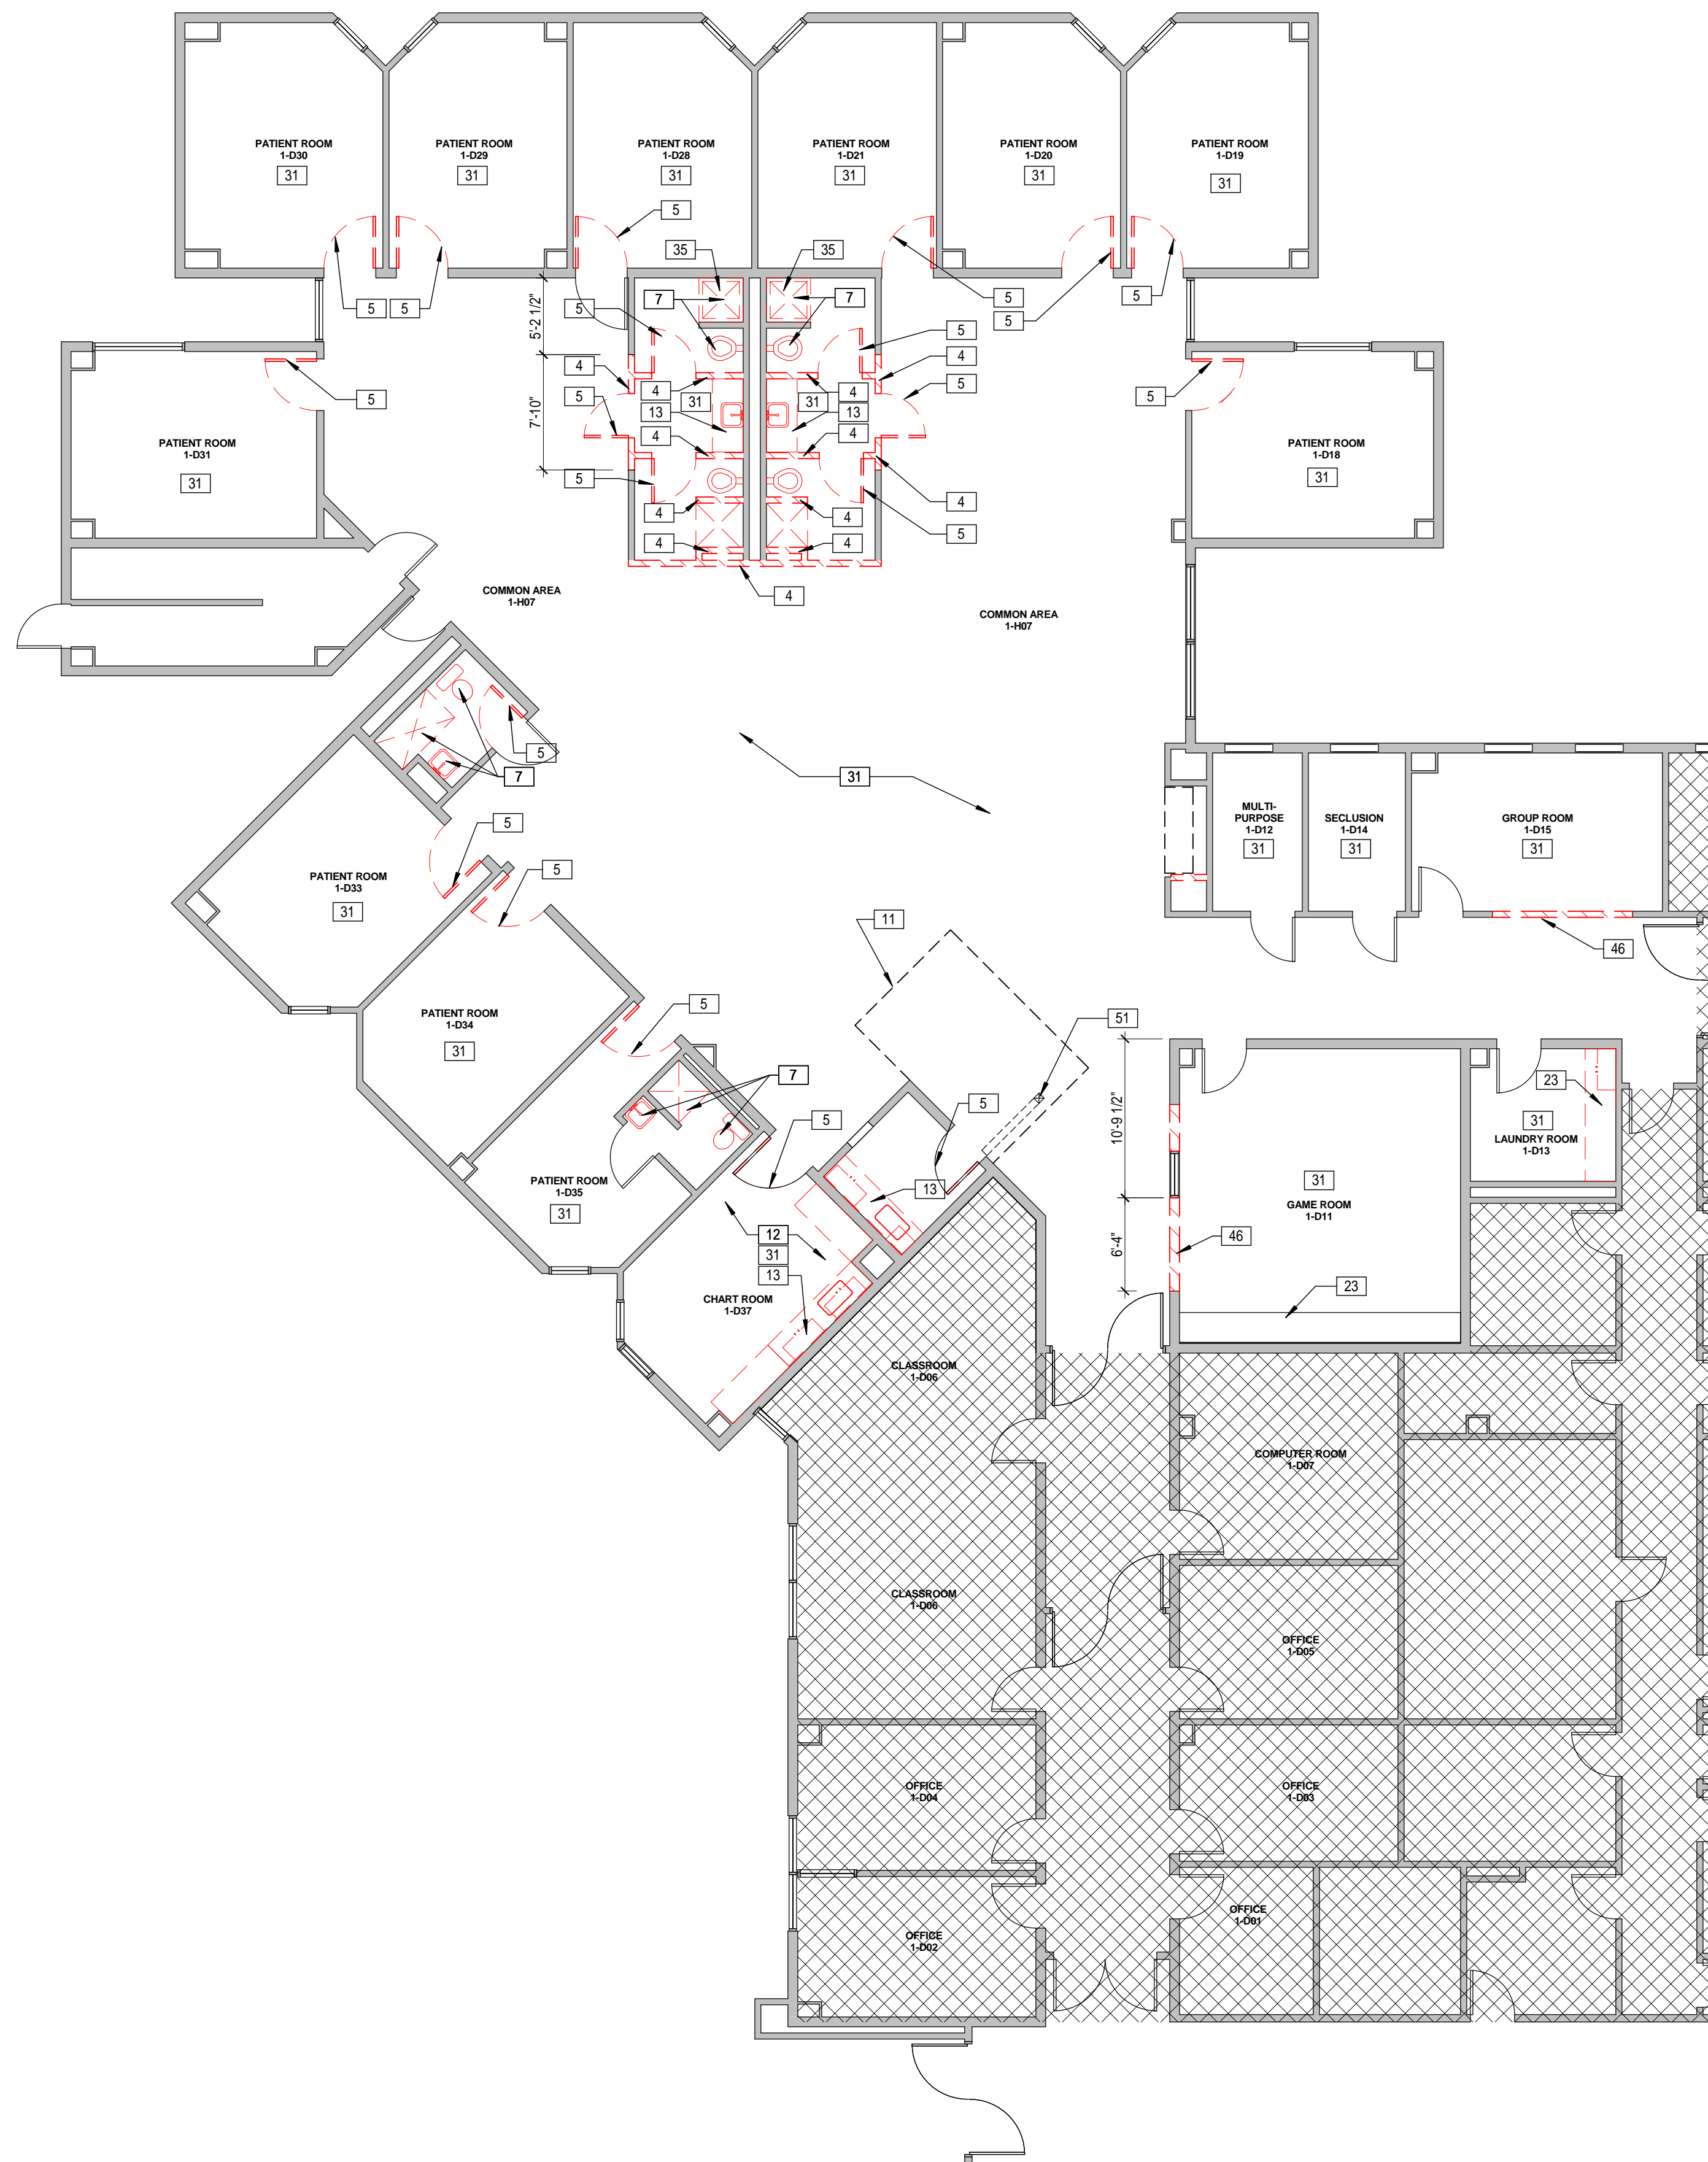 PATIENT ROOM
1-D30
31
PATIENT ROOM
1-D29
31
PATIENT ROOM
1-D28
31
PATIENT ROOM
1-D21
31
PATIENT ROOM
1-D20
31
PATIENT ROOM
1-D19
31
5
35
35
5
5
5'-2 1/2"
5
7
7
5
5
5
5
4
4
4
4
5
5
5
5
31
31
13
13
7'-10"
4
4
5
4
4
4
5
4
4
4
PATIENT ROOM
1-D31
31
PATIENT ROOM
1-D18
31
COMMON AREA
1-H07
COMMON AREA
1-H07
5
7
31
5
5
PATIENT ROOM
1-D33
31
MULTI-
PURPOSE
1-D12
31
SECLUSION
1-D14
31
GROUP ROOM
1-D15
31
11
46
5
PATIENT ROOM
1-D34
31
51
7
5
5
10'-9 1/2"
23
31
LAUNDRY ROOM
1-D13
PATIENT ROOM
1-D35
31
13
31
GAME ROOM
1-D11
12
31
13
6'-4"
46
23
CHART ROOM
1-D37
CLASSROOM
1-D06
COMPUTER ROOM
1-D07
CLASSROOM
1-D06
OFFICE
1-D05
OFFICE
1-D04
OFFICE
1-D03
OFFICE
1-D02
OFFICE
1-D01